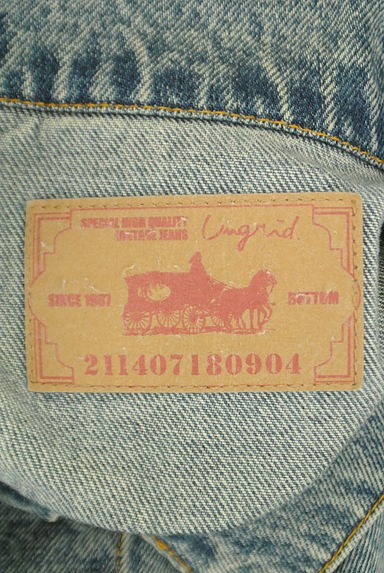 SPECIAL HIGH QUALITY
VINTAGE JEANS
Ungrid
SINCE 1987
BOTTOM
211407180904